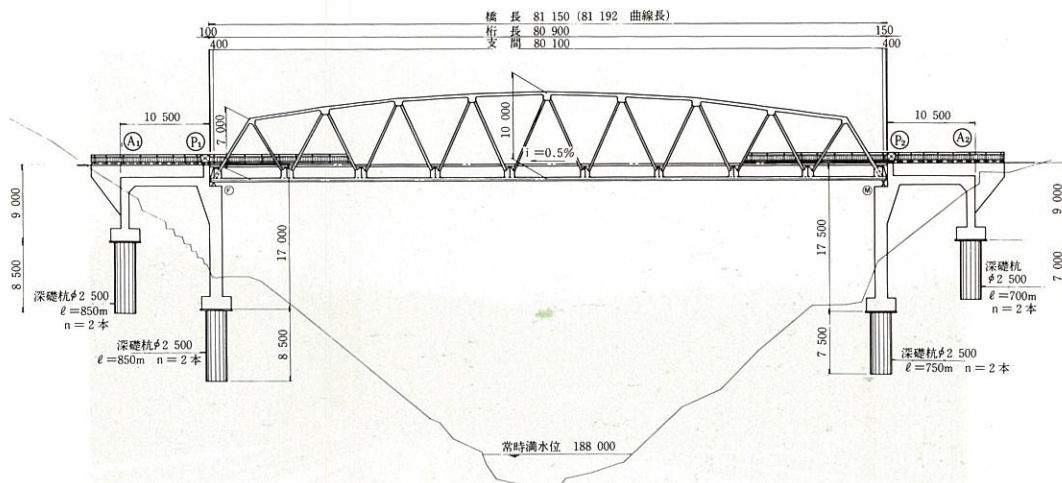 橋 長 81 150 (81 192 曲線長)
100 桁 長 80 900 150
400 支 間 80 100 400
10 500
10 500
A1
P1
7 000
10 000
i = 0.5%
P2
A2
F
M
9 000
8 500
17 000
17 500
9 000
7 000
深礎杭φ2 500
ℓ=850m
n = 2 本
深礎杭φ2 500
ℓ=850m n = 2 本
8 500
7 500
深礎杭
φ2 500
ℓ=700m
n = 2 本
深礎杭φ2 500
ℓ=750m n = 2 本
常時満水位 188 000